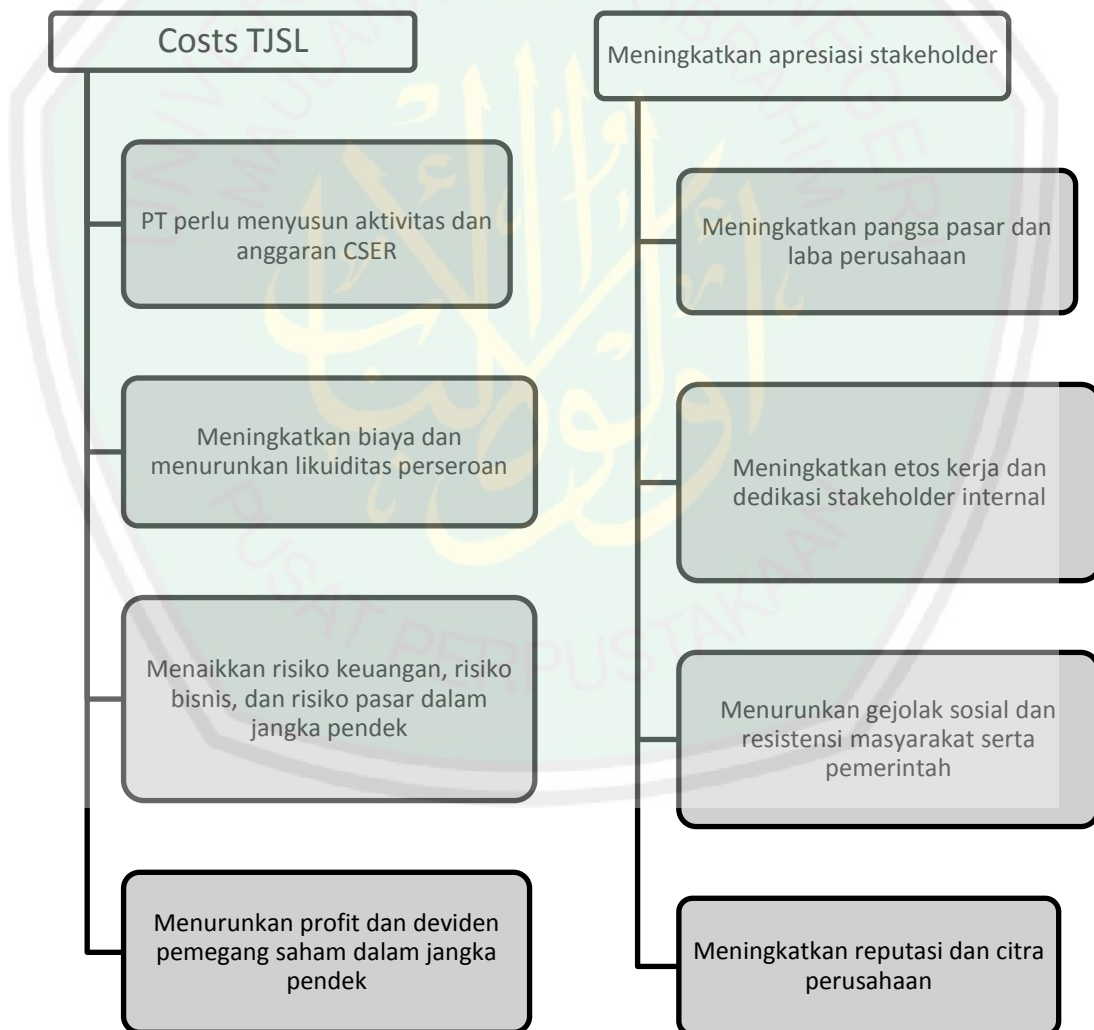 Costs TJSL
PT perlu menyusun aktivitas dan
anggaran CSER
Meningkatkan biaya dan
menurunkan likuiditas perseroan
Menaikkan risiko keuangan, risiko
bisnis, dan risiko pasar dalam
jangka pendek
Menurunkan profit dan deviden
pemegang saham dalam jangka
pendek
Meningkatkan apresiasi stakeholder
Meningkatkan pangsa pasar dan
laba perusahaan
Meningkatkan etos kerja dan
dedikasi stakeholder internal
Menurunkan gejolak sosial dan
resistensi masyarakat serta
pemerintah
Meningkatkan reputasi dan citra
perusahaan
PUSAT PERPUSTAKAAN